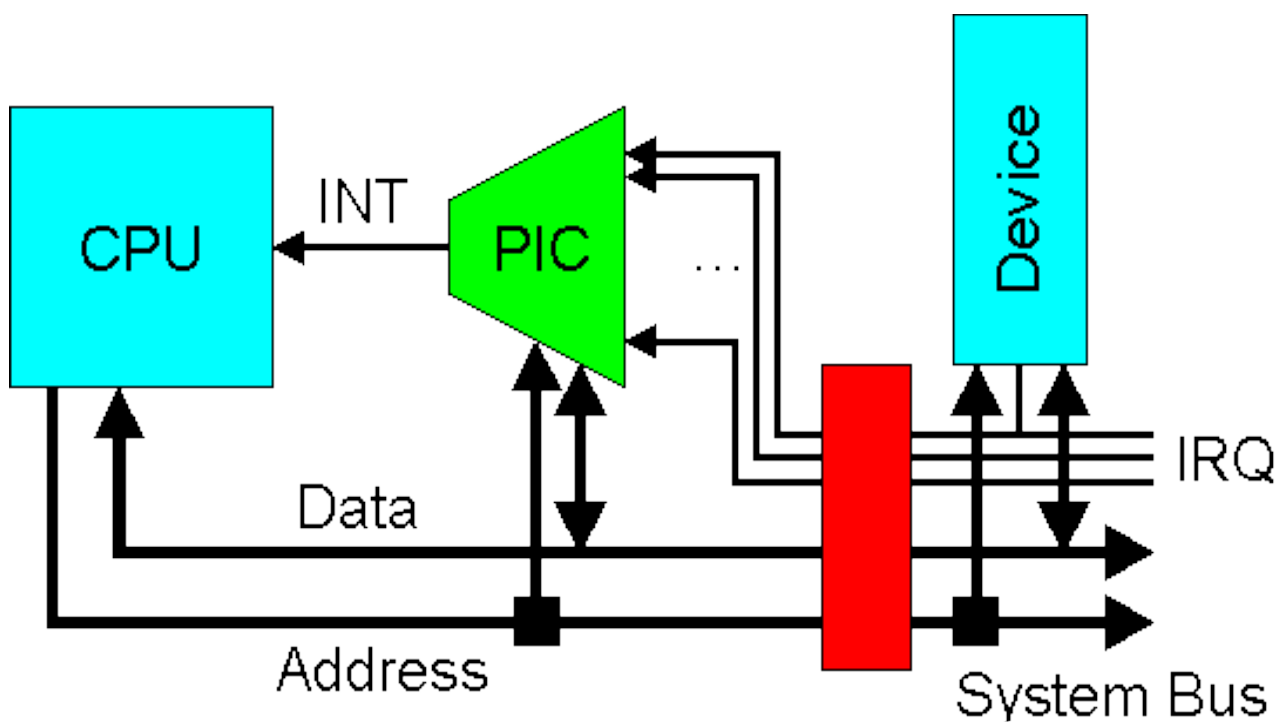 Device
INT
CPU
PIC
...
IRQ
Data
Address
System Bus